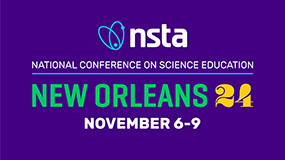 nsta
NATIONAL CONFERENCE ON SCIENCE EDUCATION
NEW ORLEANS 24
NOVEMBER 6-9